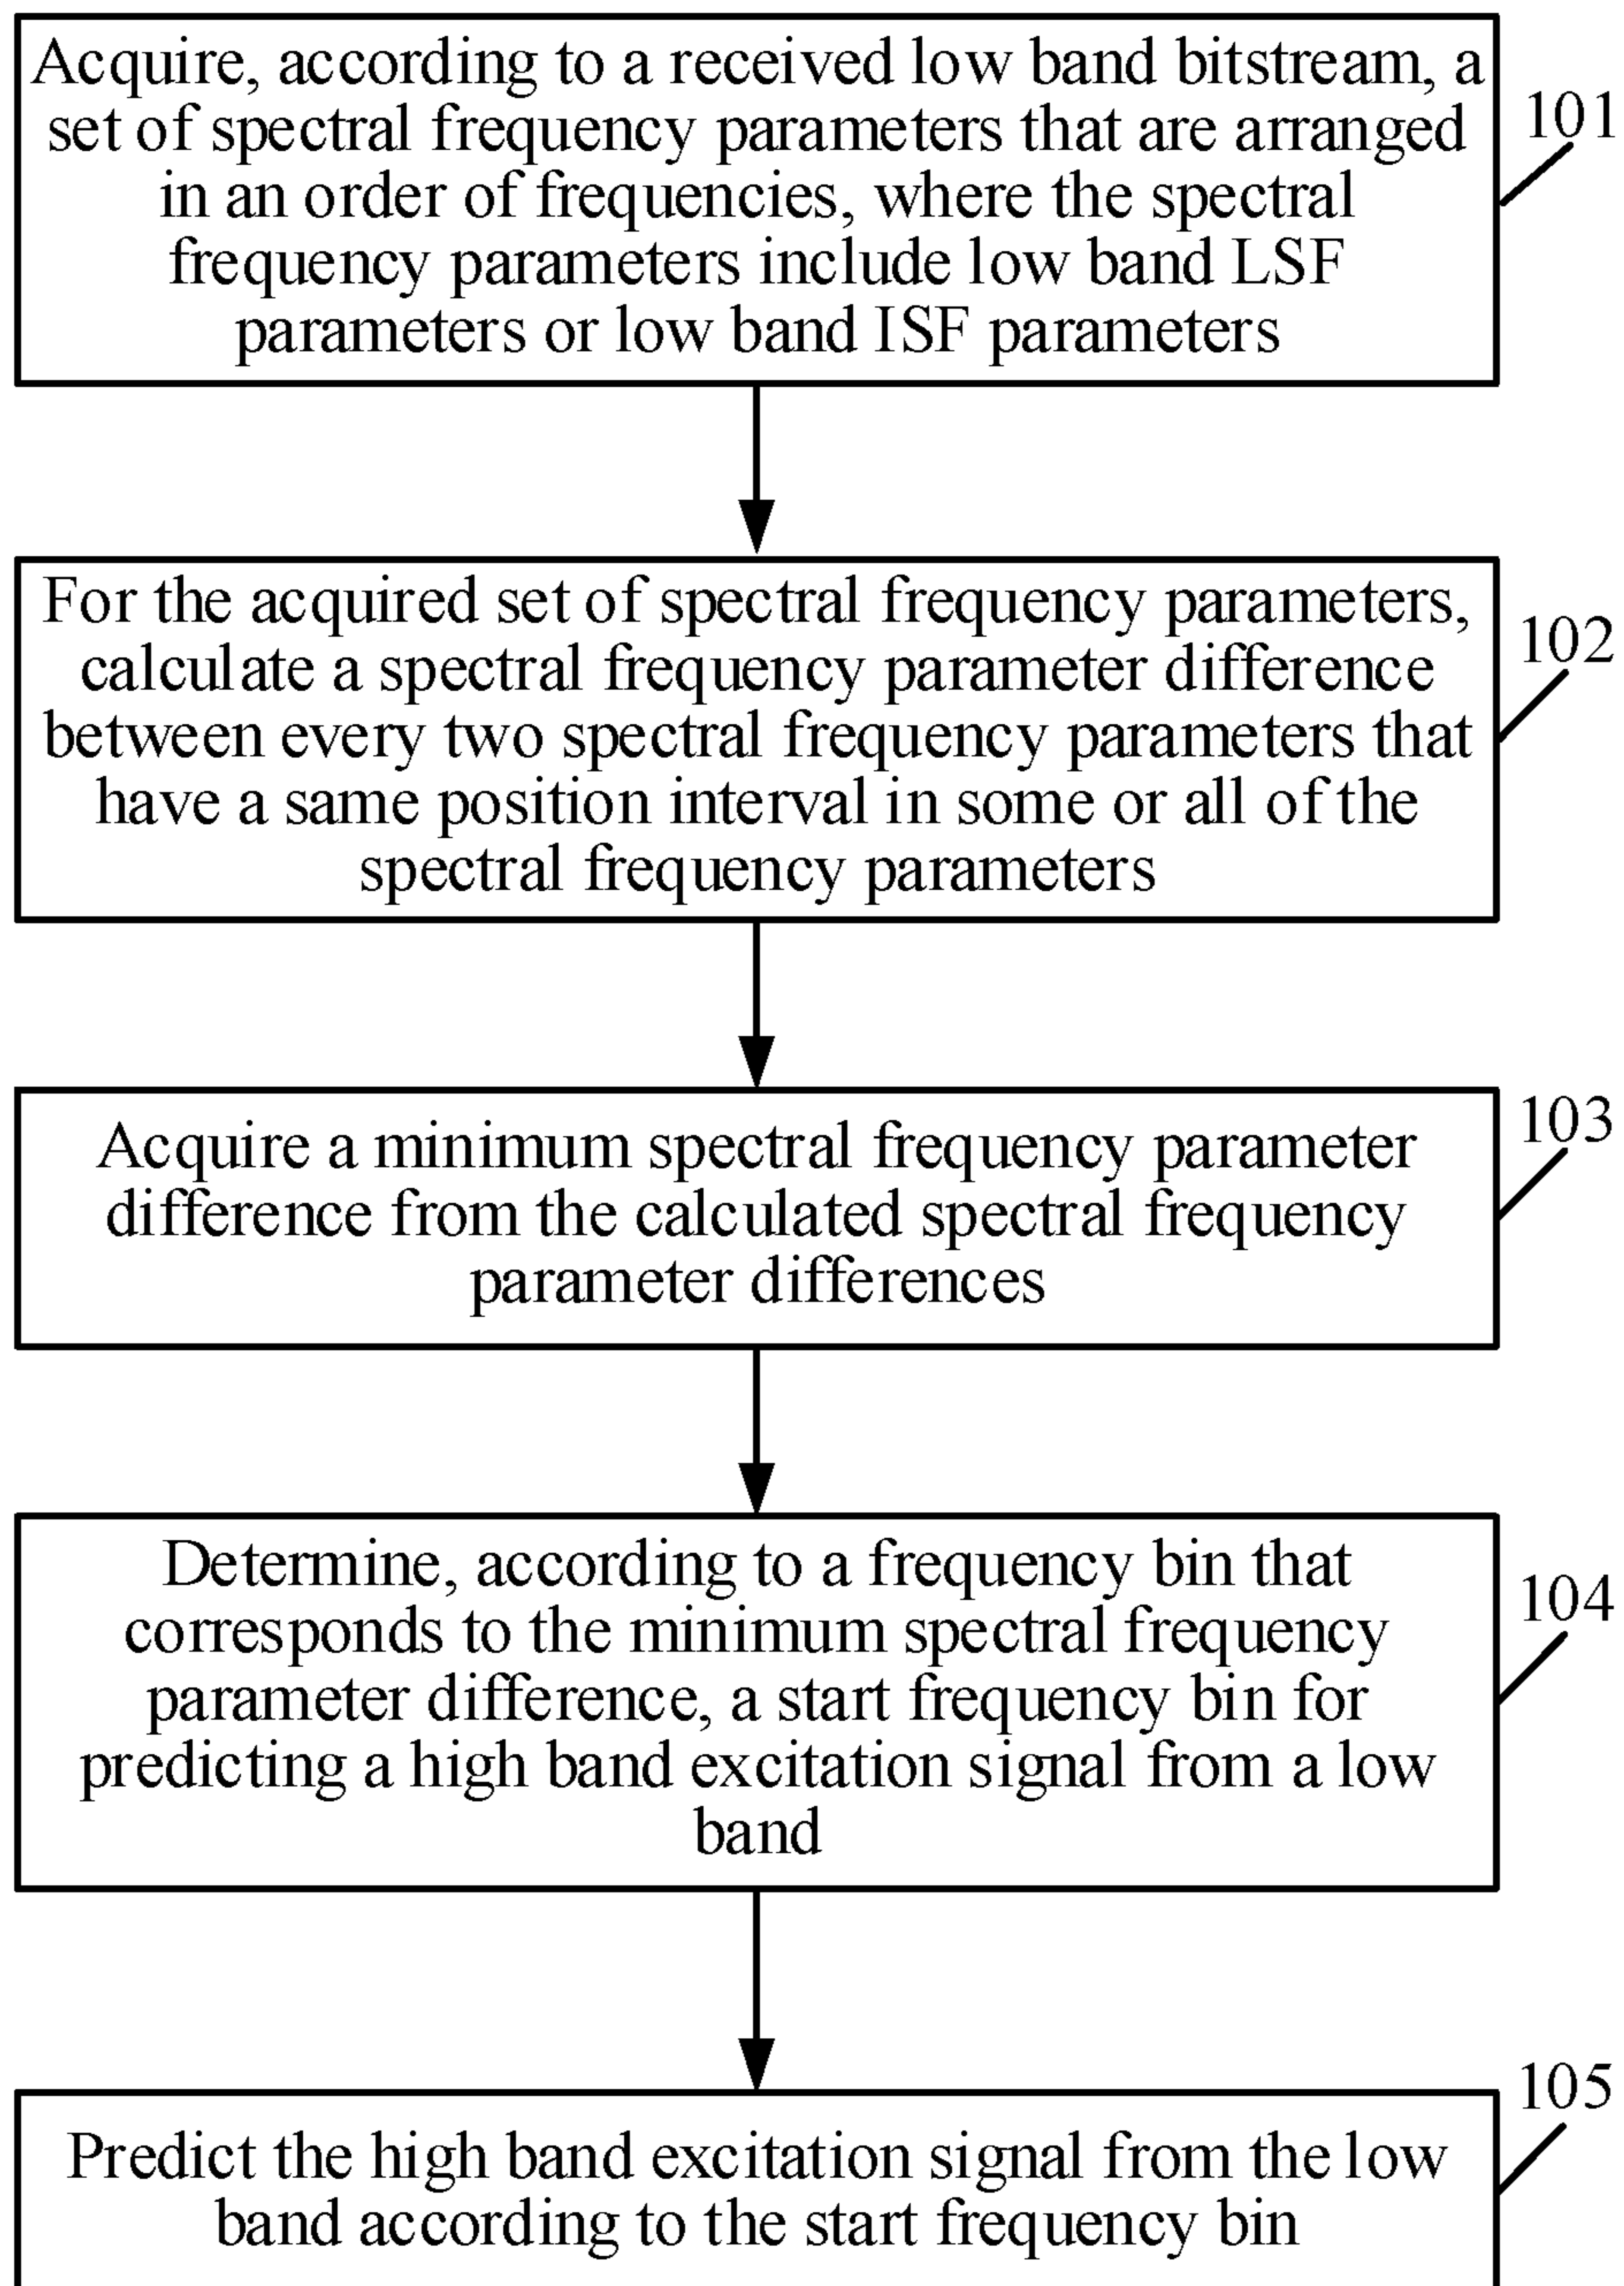 Acquire, according to a received low band bitstream, a
set of spectral frequency parameters that are arranged
in an order of frequencies, where the spectral
frequency parameters include low band LSF
parameters or low band ISF parameters
101
For the acquired set of spectral frequency parameters,
calculate a spectral frequency parameter difference
between every two spectral frequency parameters that
have a same position interval in some or all of the
spectral frequency parameters
102
Acquire a minimum spectral frequency parameter
difference from the calculated spectral frequency
parameter differences
103
Determine, according to a frequency bin that
corresponds to the minimum spectral frequency
parameter difference, a start frequency bin for
predicting a high band excitation signal from a low
band
104
Predict the high band excitation signal from the low
band according to the start frequency bin
105